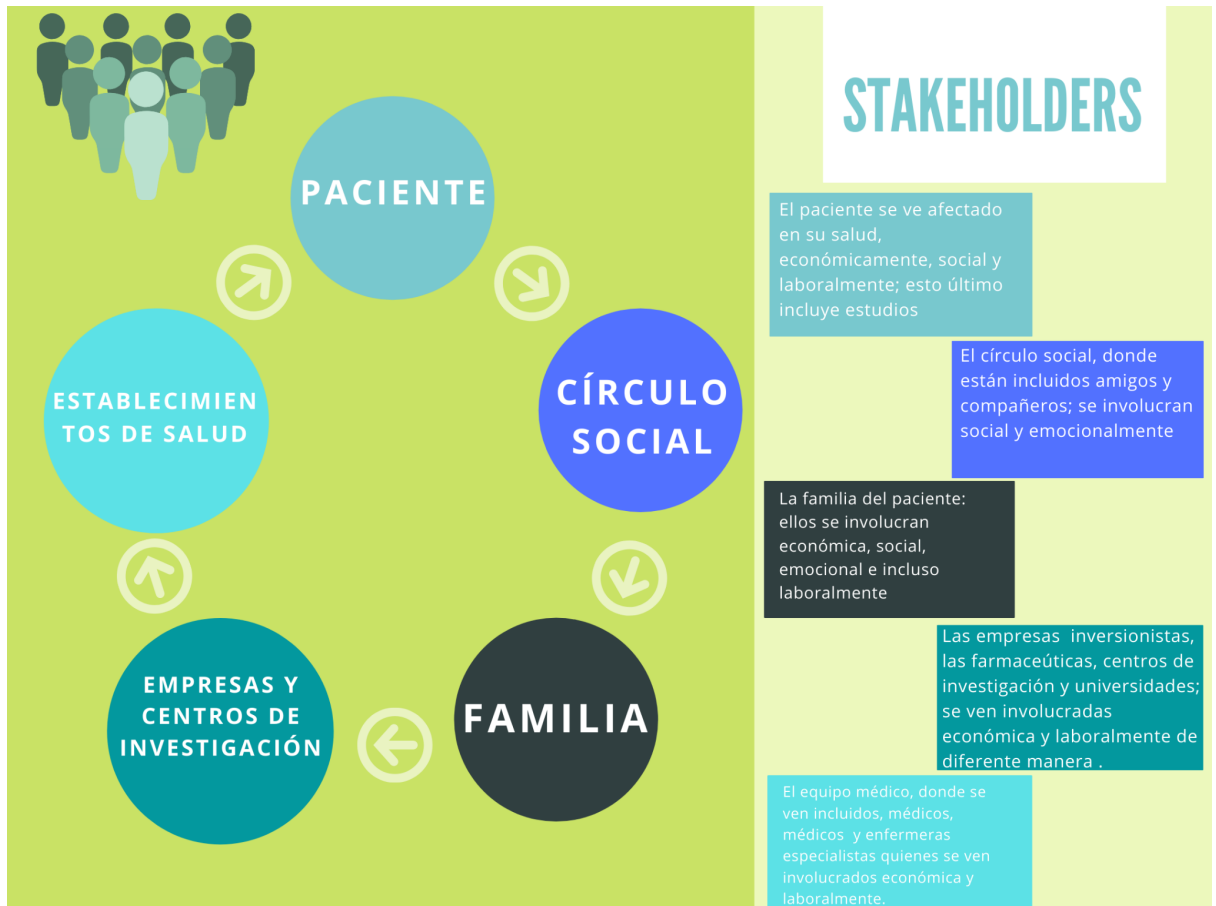 PACIENTE
CÍRCULO
SOCIAL
FAMILIA
EMPRESAS Y
CENTROS DE
INVESTIGACIÓN
ESTABLECIMIEN
TOS DE SALUD
STAKEHOLDERS
El paciente se ve afectado
en su salud,
económicamente, social y
laboralmente; esto último
incluye estudios
El círculo social, donde
están incluidos amigos y
compañeros; se involucran
social y emocionalmente
La familia del paciente:
ellos se involucran
económica, social,
emocional e incluso
laboralmente
Las empresas inversionistas,
las farmaceúticas, centros de
investigación y universidades;
se ven involucradas
económica y laboralmente de
diferente manera .
El equipo médico, donde se
ven incluidos, médicos,
médicos y enfermeras
especialistas quienes se ven
involucrados económica y
laboralmente.